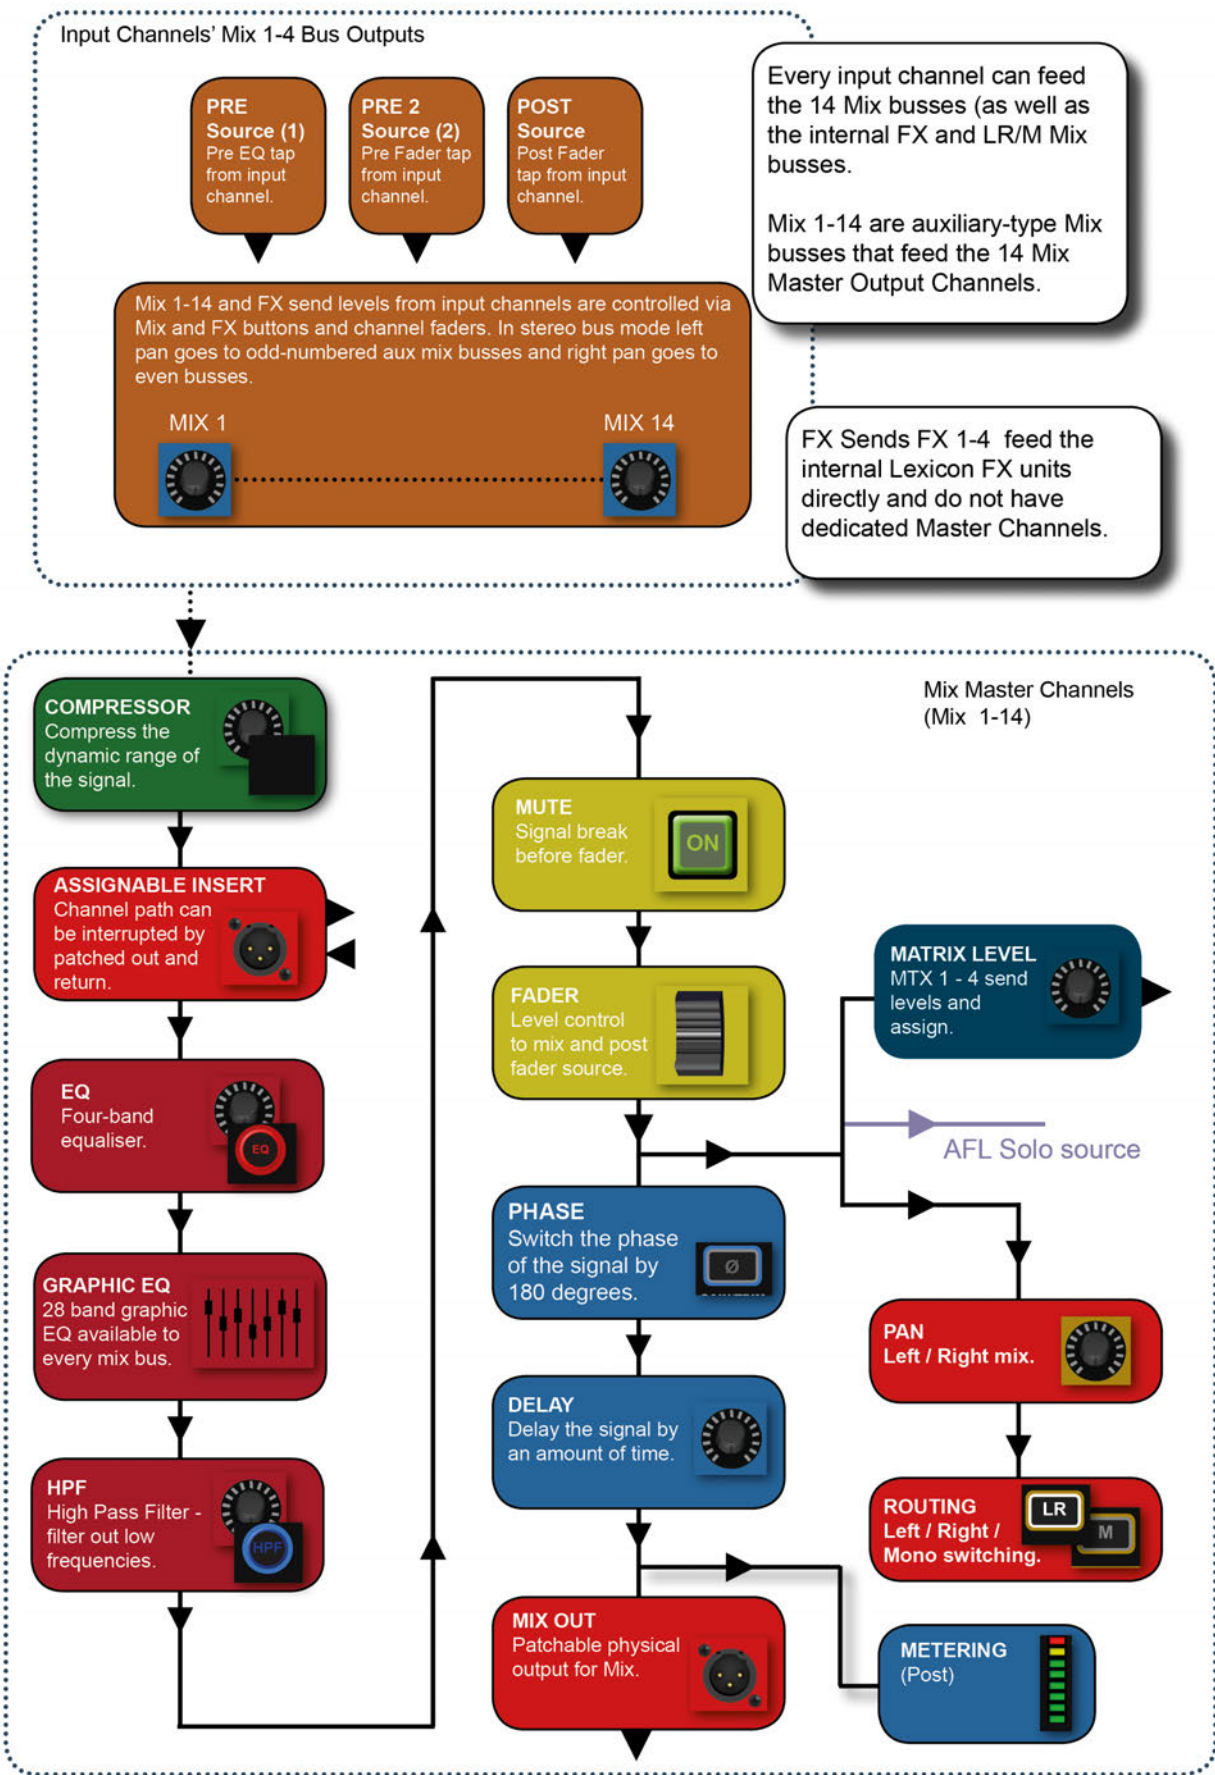 Input Channels' Mix 1-4 Bus Outputs
PRE
Source (1)
Pre EQ tap
from input
channel.
PRE 2
Source (2)
Pre Fader tap
from input
channel.
POST
Source
Post Fader
tap from input
channel.
Every input channel can feed
the 14 Mix busses (as well as
the internal FX and LR/M Mix
busses.
Mix 1-14 are auxiliary-type Mix
busses that feed the 14 Mix
Master Output Channels.
Mix 1-14 and FX send levels from input channels are controlled via
Mix and FX buttons and channel faders. In stereo bus mode left
pan goes to odd-numbered aux mix busses and right pan goes to
even busses.
MIX 1
MIX 14
FX Sends FX 1-4 feed the
internal Lexicon FX units
directly and do not have
dedicated Master Channels.
Mix Master Channels
(Mix 1-14)
COMPRESSOR
Compress the
dynamic range of
the signal.
ASSIGNABLE INSERT
Channel path can
be interrupted by
patched out and
return.
EQ
Four-band
equaliser.
EQ
GRAPHIC EQ
28 band graphic
EQ available to
every mix bus.
HPF
High Pass Filter -
filter out low
frequencies.
HPF
MUTE
Signal break
before fader.
ON
FADER
Level control
to mix and post
fader source.
MATRIX LEVEL
MTX 1 - 4 send
levels and
assign.
AFL Solo source
PHASE
Switch the phase
of the signal by
180 degrees.
Ø
DELAY
Delay the signal by
an amount of time.
PAN
Left / Right mix.
ROUTING
Left / Right /
Mono switching.
LR
M
MIX OUT
Patchable physical
output for Mix.
METERING
(Post)